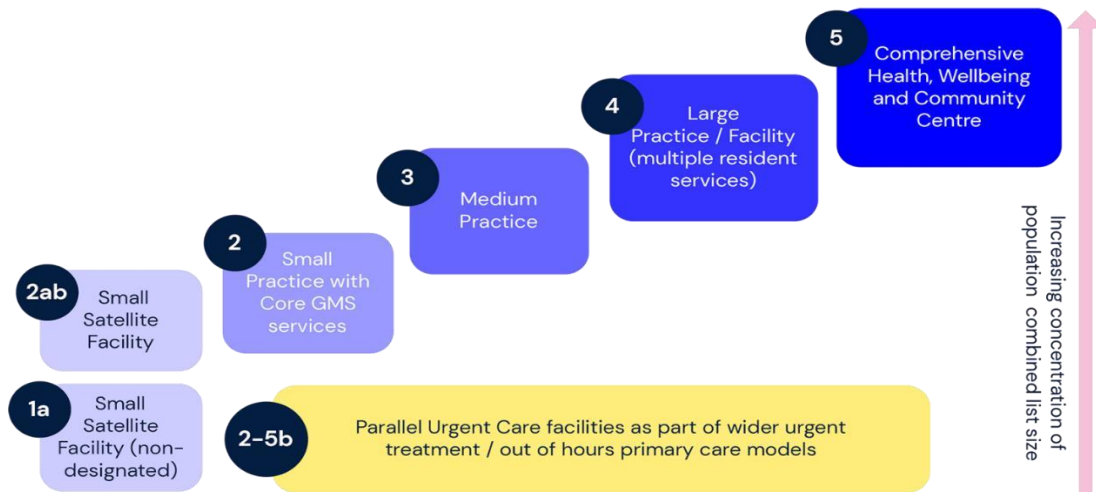 5
Comprehensive
Health, Wellbeing
and Community
Centre
4
Large
Practice / Facility
(multiple resident
services)
3
Medium
Practice
2
Small
Practice with
Core GMS
services
2ab
Small
Satellite
Facility
1a
Small
Satellite
Facility (non-
designated)
2-5b
Parallel Urgent Care facilities as part of wider urgent
treatment / out of hours primary care models
Increasing concentration of
population combined list size